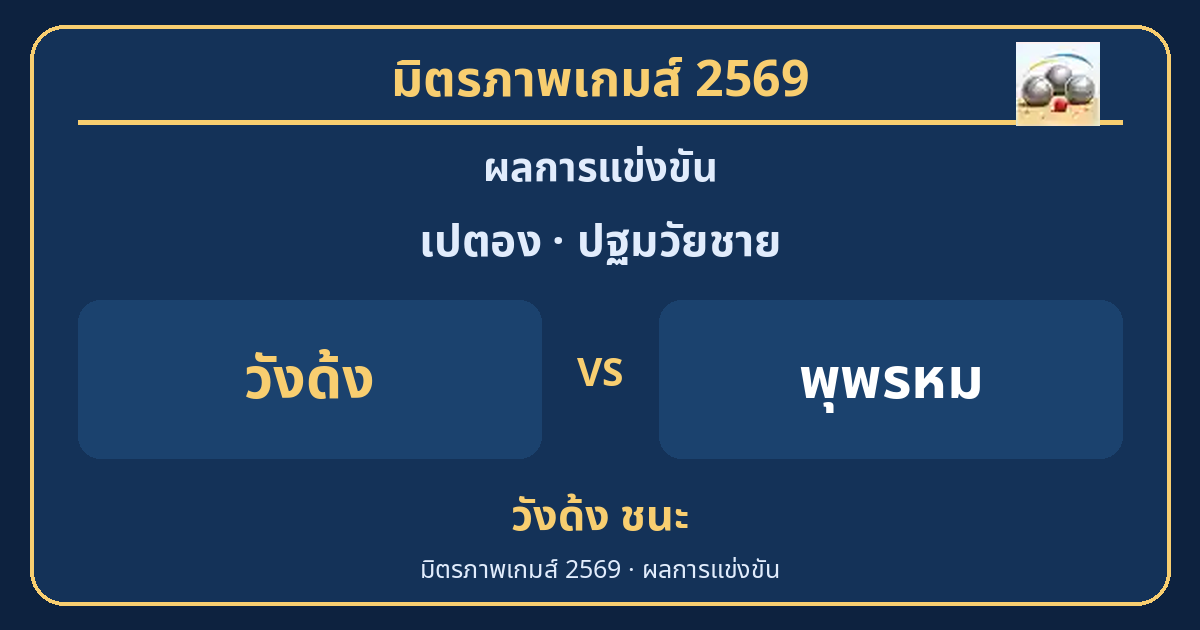 มิตรภาพเกมส์ 2569
ผลการแข่งขัน
เปตอง · ปฐมวัยชาย
วังด้ง
VS
พุพรหม
วังด้ง ชนะ
มิตรภาพเกมส์ 2569 · ผลการแข่งขัน